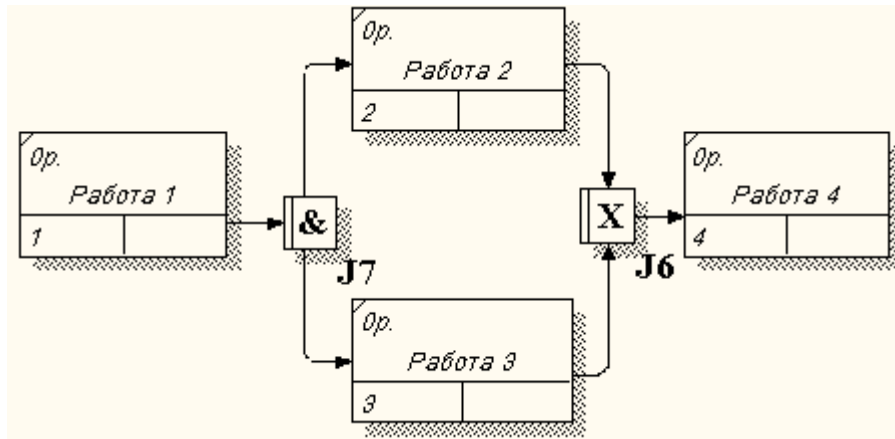 0р.
Работа 2
2
0р.
Работа 1
1
&
J7
X
J6
0р.
Работа 4
4
0р.
Работа 3
3